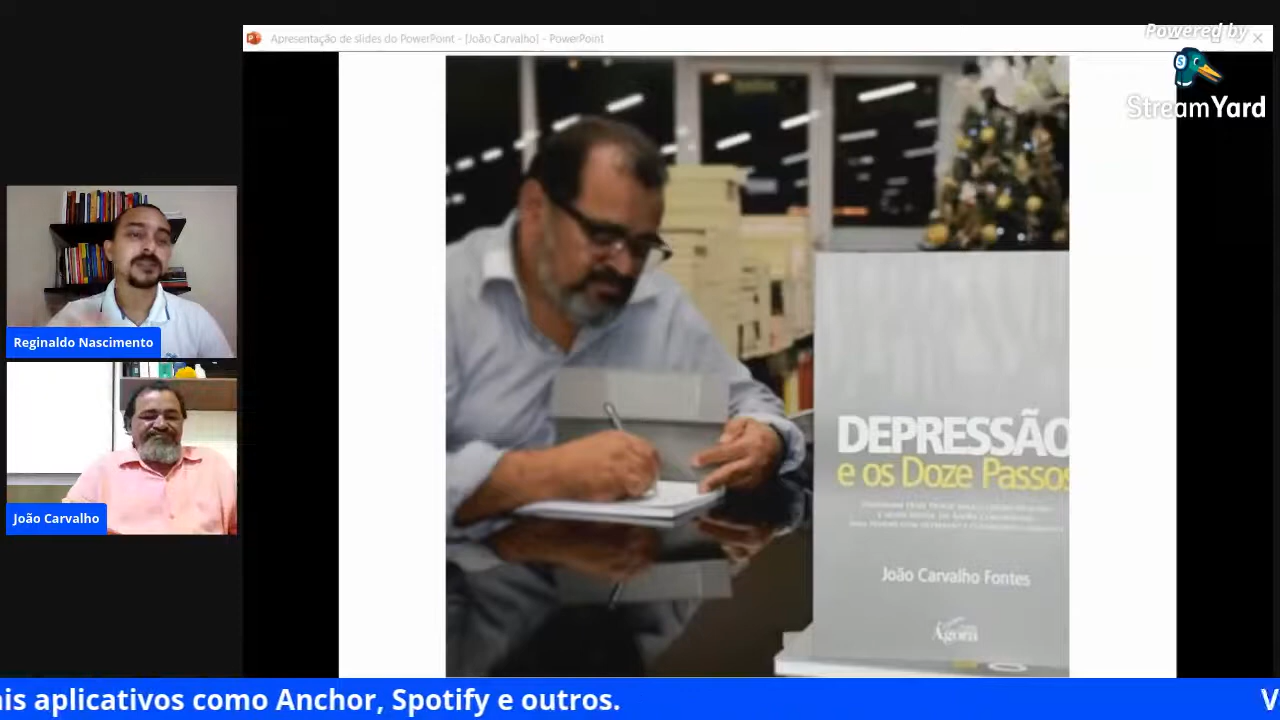 Apresentação de slides do PowerPoint - [João Carvalho] - PowerPoint
Powered by
StreamYard
Reginaldo Nascimento
João Carvalho
DEPRESSÃO
e os Doze Passos
João Carvalho Fontes
Ágora
is aplicativos como Anchor, Spotify e outros.
V